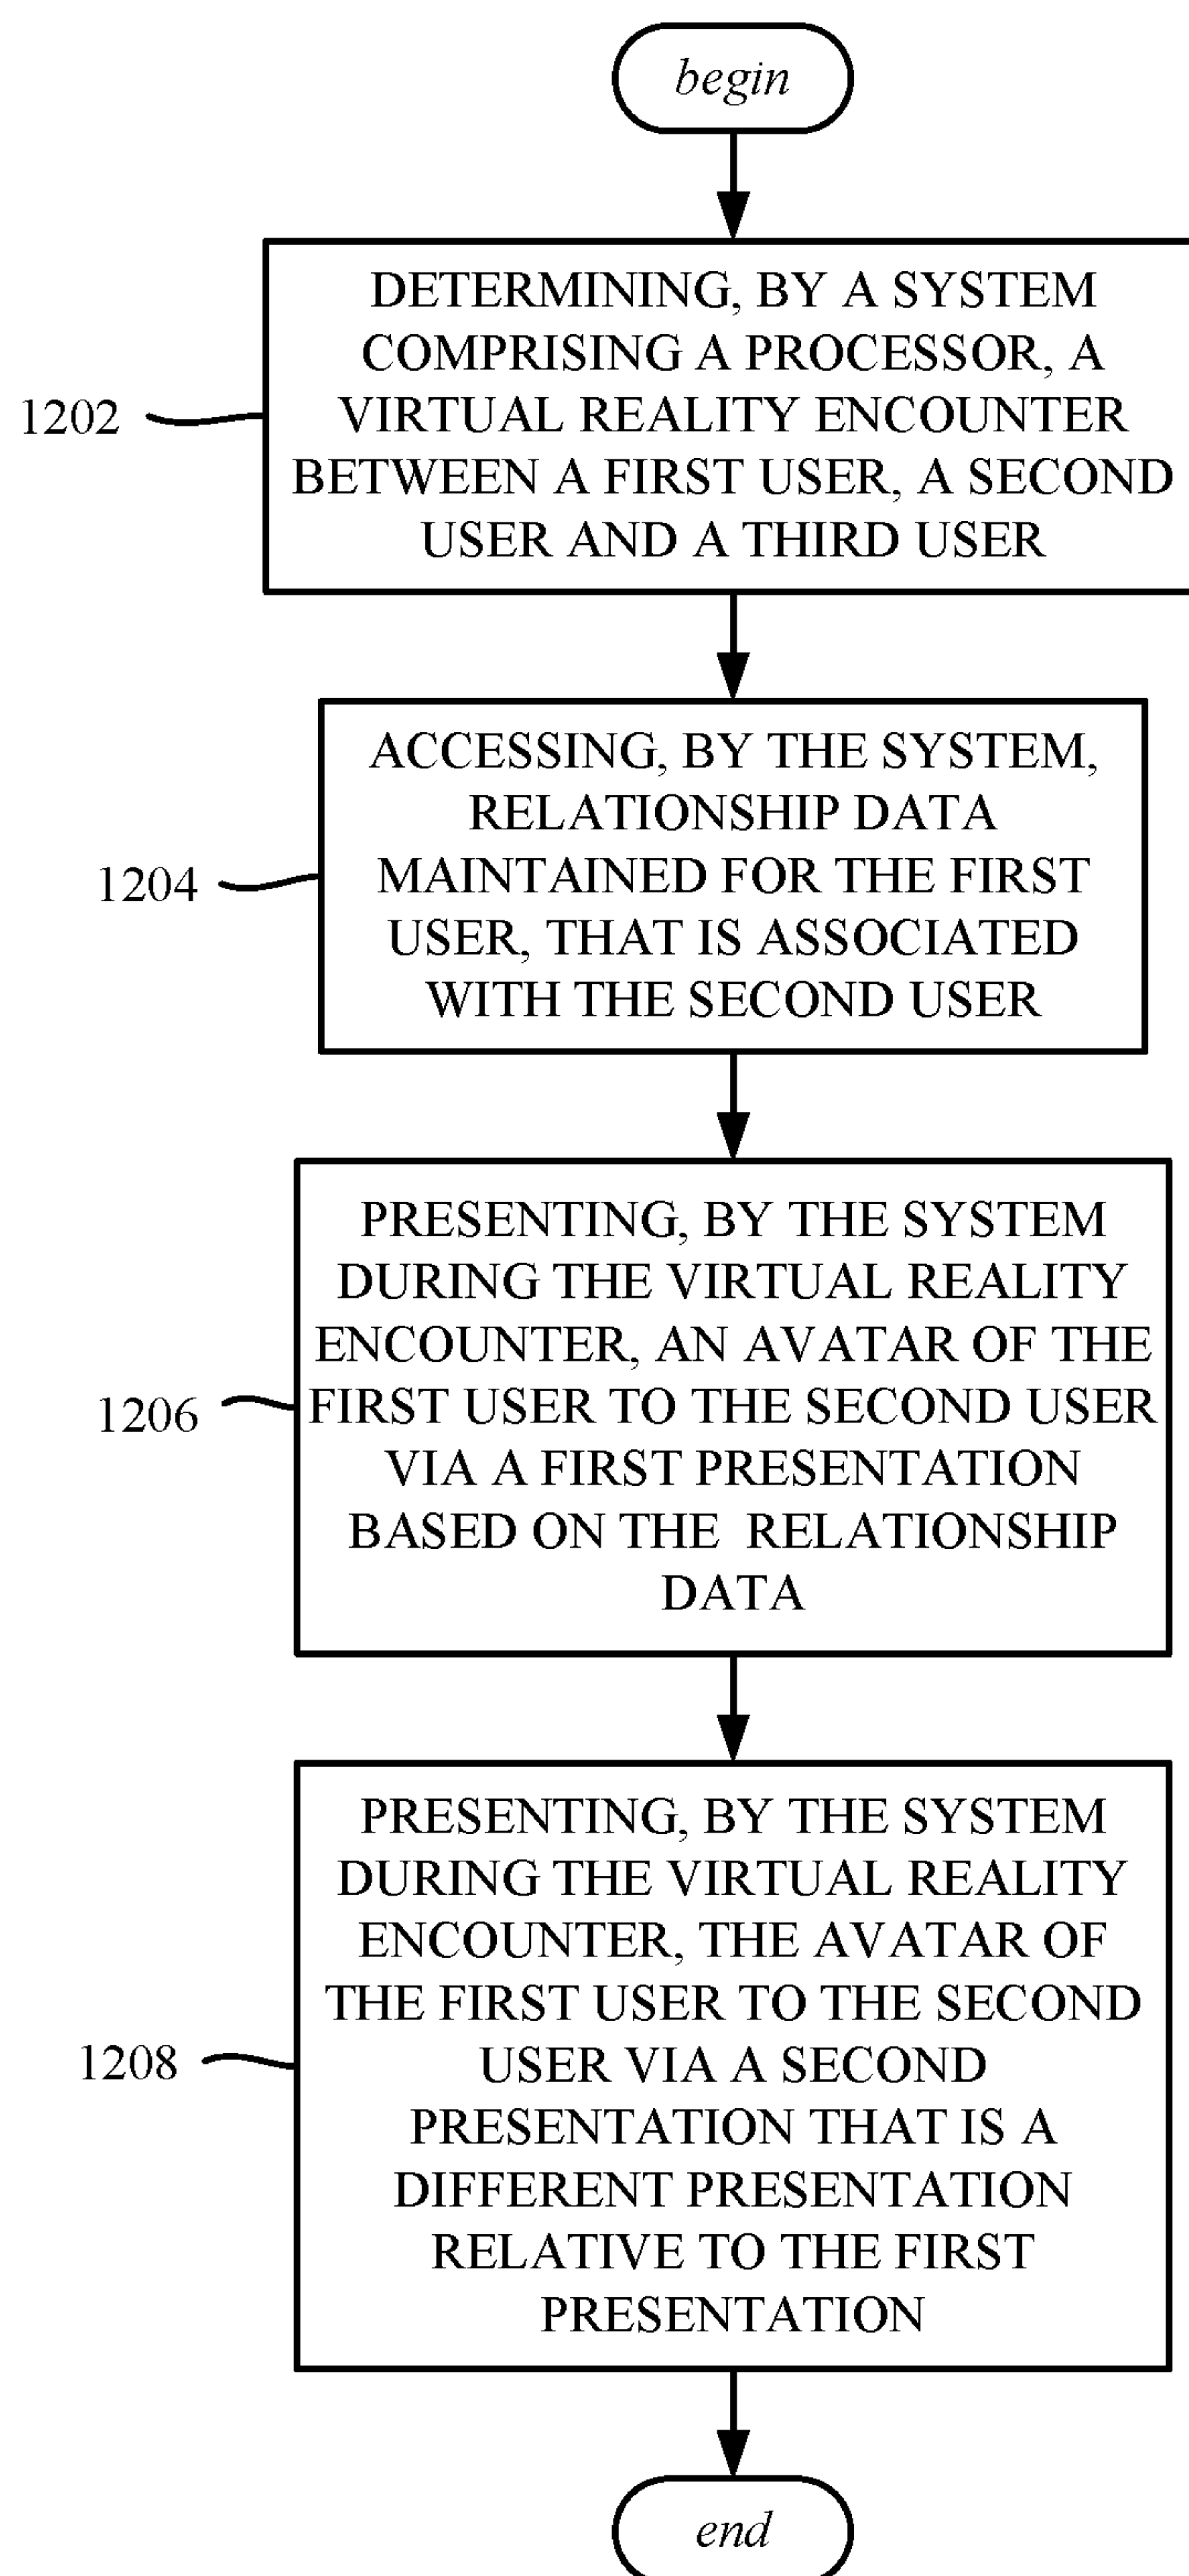 begin
DETERMINING, BY A SYSTEM
COMPRISING A PROCESSOR, A
VIRTUAL REALITY ENCOUNTER
BETWEEN A FIRST USER, A SECOND
USER AND A THIRD USER
1202
ACCESSING, BY THE SYSTEM,
RELATIONSHIP DATA
MAINTAINED FOR THE FIRST
USER, THAT IS ASSOCIATED
WITH THE SECOND USER
1204
PRESENTING, BY THE SYSTEM
DURING THE VIRTUAL REALITY
ENCOUNTER, AN AVATAR OF THE
FIRST USER TO THE SECOND USER
VIA A FIRST PRESENTATION
BASED ON THE RELATIONSHIP
DATA
1206
PRESENTING, BY THE SYSTEM
DURING THE VIRTUAL REALITY
ENCOUNTER, THE AVATAR OF
THE FIRST USER TO THE SECOND
USER VIA A SECOND
PRESENTATION THAT IS A
DIFFERENT PRESENTATION
RELATIVE TO THE FIRST
PRESENTATION
1208
end